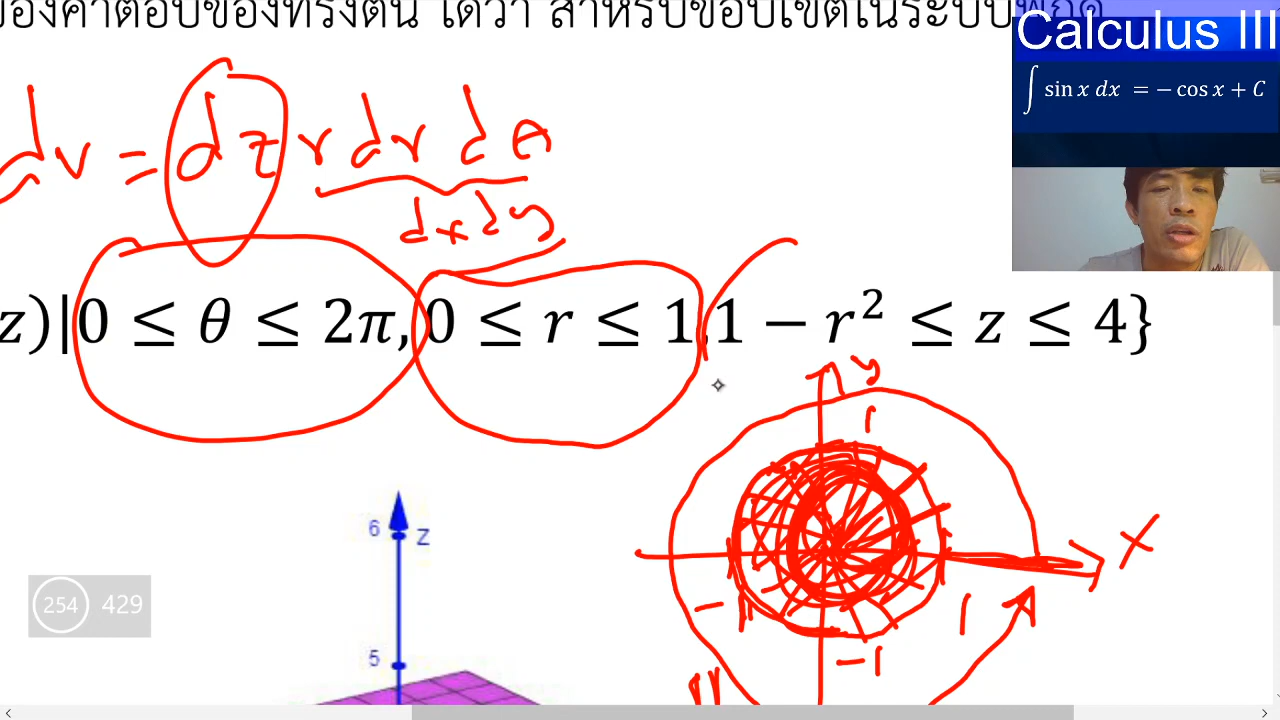 ของคำตอบของทรงตัน ได้ว่า สำหรับขอบเขตในระบบพิกัด
Calculus III
∫ sin x dx = − cos x + C
dv = dz r dr dθ
dx dy
z)|0 ≤ θ ≤ 2π, 0 ≤ r ≤ 1, 1 − r² ≤ z ≤ 4}
y
1
6 z
x
254 429
-1 1
5 -1